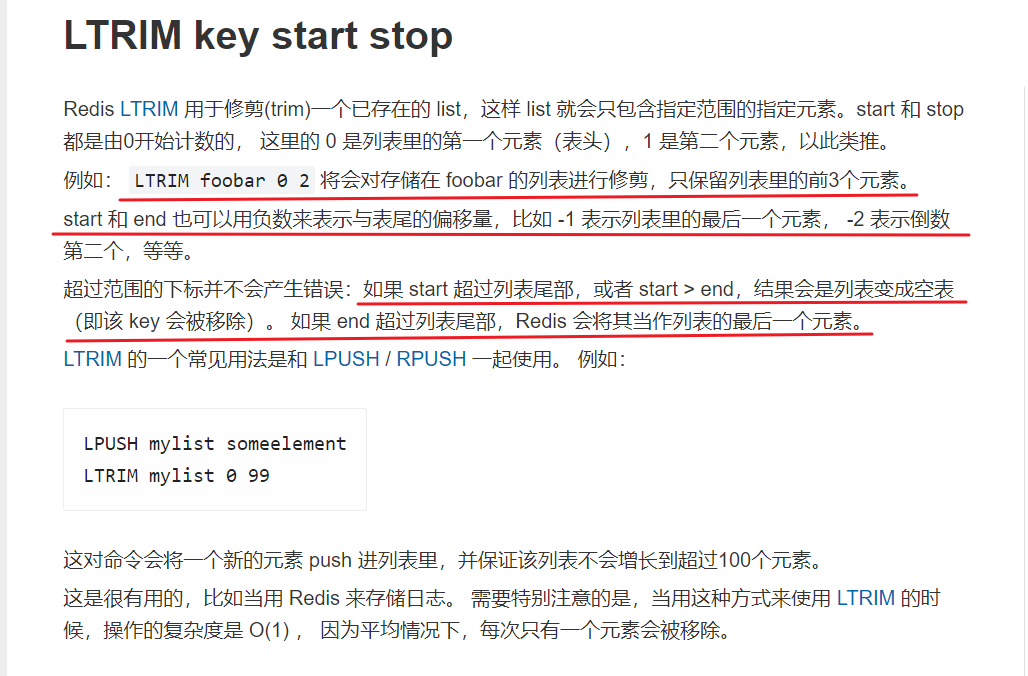 LTRIM key start stop
Redis LTRIM 用于修剪(trim)一个已存在的 list，这样 list 就会只包含指定范围的指定元素。start 和 stop
都是由0开始计数的， 这里的 0 是列表里的第一个元素（表头），1 是第二个元素，以此类推。
例如： LTRIM foobar 0 2 将会对存储在 foobar 的列表进行修剪，只保留列表里的前3个元素。
start 和 end 也可以用负数来表示与表尾的偏移量，比如 -1 表示列表里的最后一个元素， -2 表示倒数
第二个，等等。
超过范围的下标并不会产生错误：如果 start 超过列表尾部，或者 start > end，结果会是列表变成空表
（即该 key 会被移除）。 如果 end 超过列表尾部，Redis 会将其当作列表的最后一个元素。
LTRIM 的一个常见用法是和 LPUSH / RPUSH 一起使用。 例如：
LPUSH mylist someelement
LTRIM mylist 0 99
这对命令会将一个新的元素 push 进列表里，并保证该列表不会增长到超过100个元素。
这是很有用的，比如当用 Redis 来存储日志。 需要特别注意的是，当用这种方式来使用 LTRIM 的时
候，操作的复杂度是 O(1) ， 因为平均情况下，每次只有一个元素会被移除。